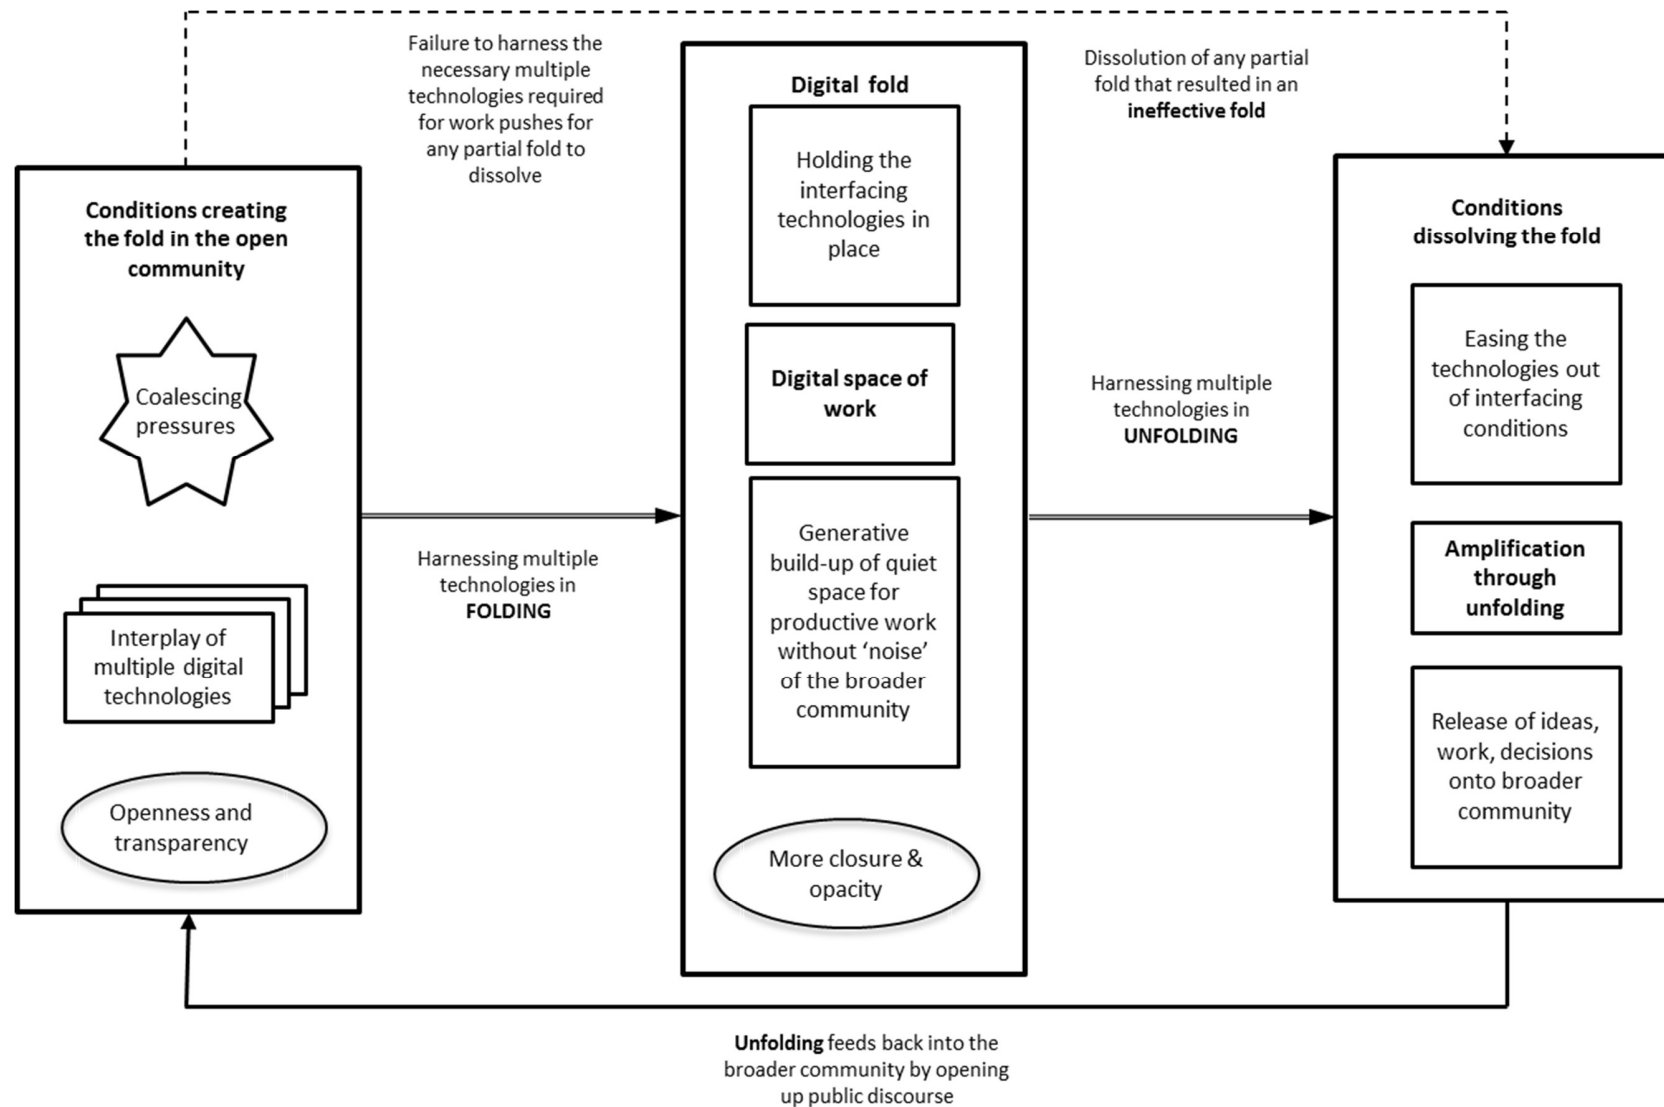 Failure to harness the
necessary multiple
technologies required
for work pushes for
any partial fold to
dissolve
Dissolution of any partial
fold that resulted in an
ineffective fold
Conditions creating
the fold in the open
community
Coalescing
pressures
Interplay of
multiple digital
technologies
Openness and
transparency
Harnessing multiple
technologies in
FOLDING
Digital fold
Holding the
interfacing
technologies in
place
Digital space of
work
Generative
build-up of quiet
space for
productive work
without ‘noise’
of the broader
community
More closure &
opacity
Harnessing multiple
technologies in
UNFOLDING
Conditions
dissolving the fold
Easing the
technologies out
of interfacing
conditions
Amplification
through
unfolding
Release of ideas,
work, decisions
onto broader
community
Unfolding feeds back into the
broader community by opening
up public discourse